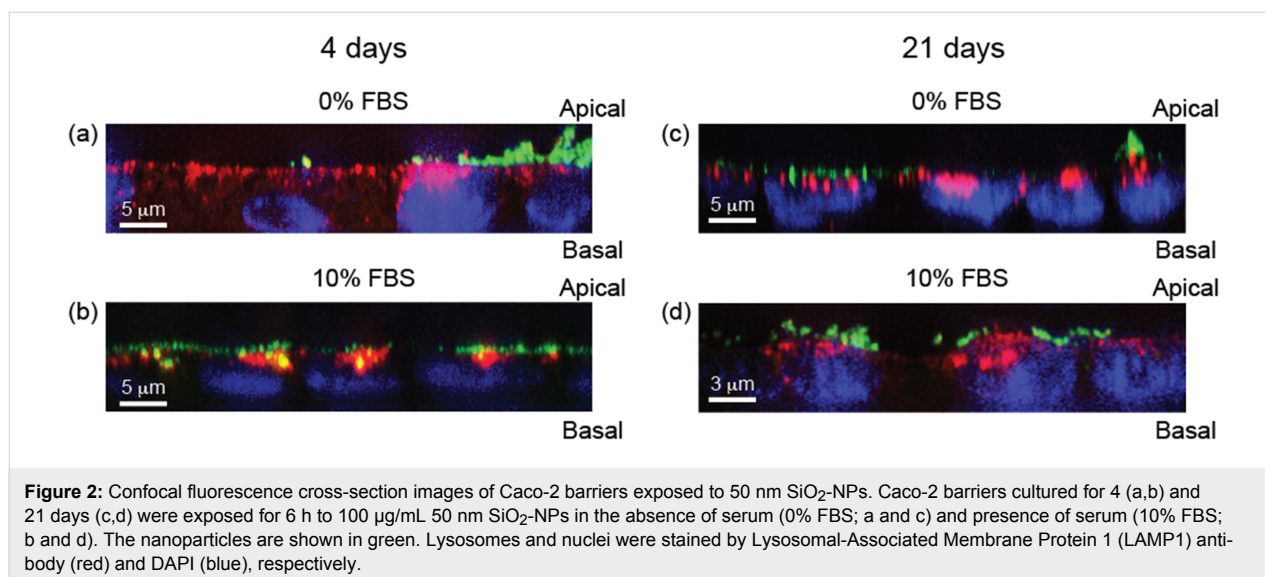 4 days
21 days
0% FBS
Apical
0% FBS
Apical
(a)
(c)
5 μm
5 μm
Basal
Basal
10% FBS
Apical
10% FBS
Apical
(b)
(d)
5 μm
3 μm
Basal
Basal
Figure 2: Confocal fluorescence cross-section images of Caco-2 barriers exposed to 50 nm SiO₂-NPs. Caco-2 barriers cultured for 4 (a,b) and
21 days (c,d) were exposed for 6 h to 100 μg/mL 50 nm SiO₂-NPs in the absence of serum (0% FBS; a and c) and presence of serum (10% FBS;
b and d). The nanoparticles are shown in green. Lysosomes and nuclei were stained by Lysosomal-Associated Membrane Protein 1 (LAMP1) anti-
body (red) and DAPI (blue), respectively.